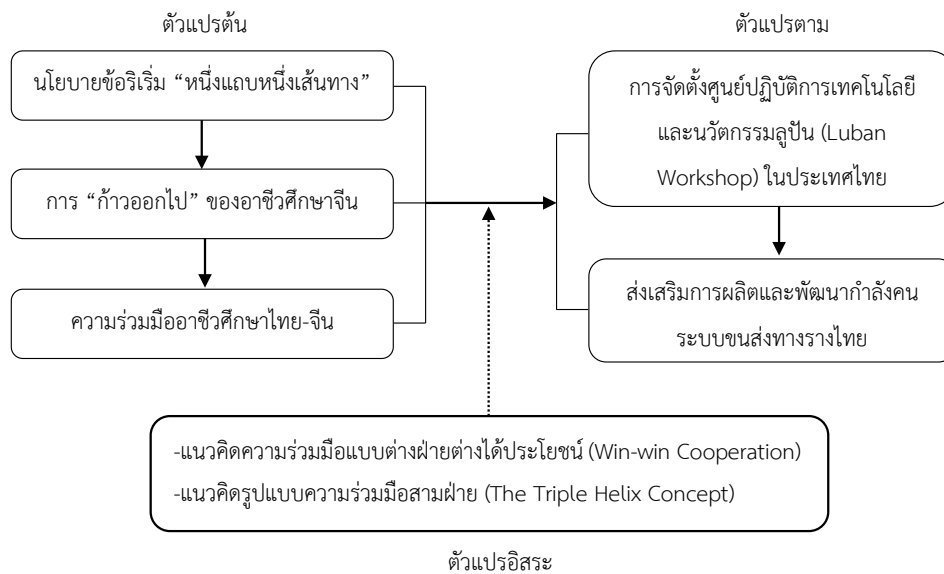 ตัวแปรต้น
นโยบายข้อริเริ่ม “หนึ่งแถบหนึ่งเส้นทาง”
การ “ก้าวออกไป” ของอาชีวศึกษาจีน
ความร่วมมืออาชีวศึกษาไทย-จีน
ตัวแปรตาม
การจัดตั้งศูนย์ปฏิบัติการเทคโนโลยี
และนวัตกรรมลูปัน (Luban
Workshop) ในประเทศไทย
ส่งเสริมการผลิตและพัฒนากำลังคน
ระบบขนส่งทางรางไทย
-แนวคิดความร่วมมือแบบต่างฝ่ายต่างได้ประโยชน์ (Win-win Cooperation)
-แนวคิดรูปแบบความร่วมมือสามฝ่าย (The Triple Helix Concept)
ตัวแปรอิสระ